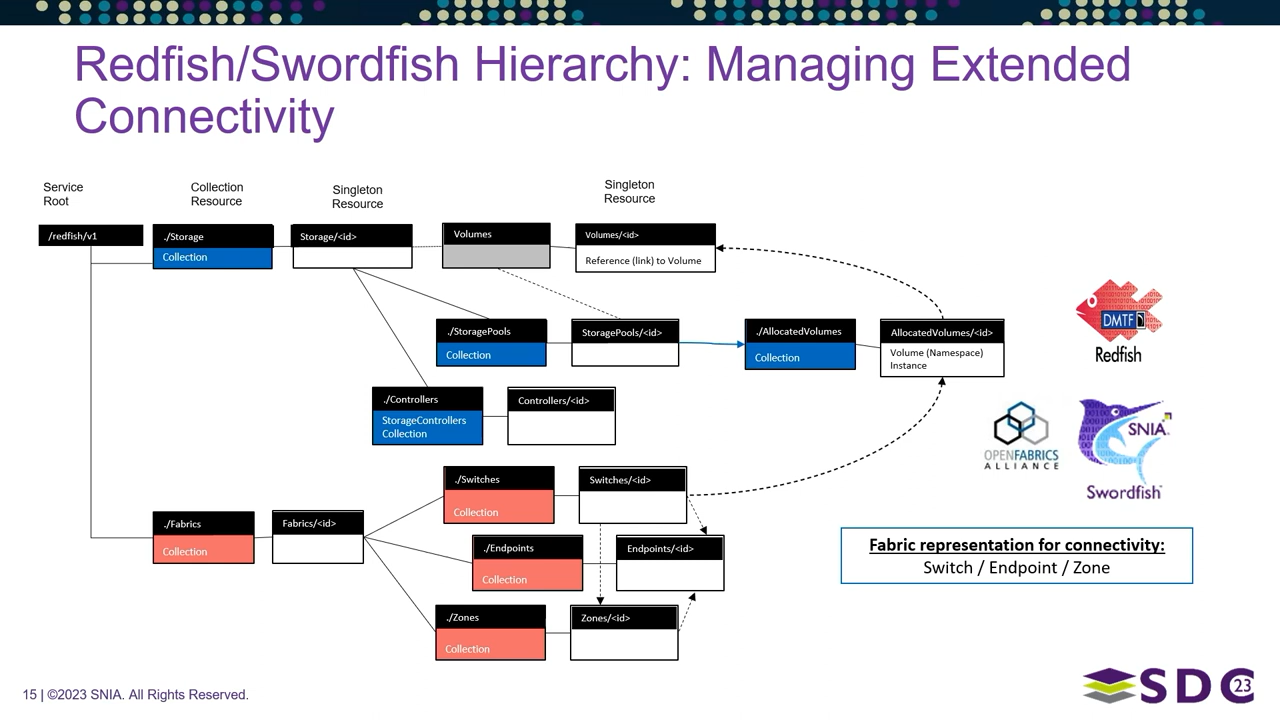 Redfish/Swordfish Hierarchy: Managing Extended
Connectivity
Service
Root
Collection
Resource
Singleton
Resource
Singleton
Resource
/redfish/v1
./Storage
Collection
Storage/<id>
Volumes
Volumes/<id>
Reference (link) to Volume
./StoragePools
Collection
StoragePools/<id>
./AllocatedVolumes
Collection
AllocatedVolumes/<id>
Volume (Namespace)
Instance
./Controllers
StorageControllers
Collection
Controllers/<id>
./Switches
Collection
Switches/<id>
./Fabrics
Collection
Fabrics/<id>
./Endpoints
Collection
Endpoints/<id>
./Zones
Collection
Zones/<id>
DMTF
Redfish
OPENFABRICS
ALLIANCE
SNIA
Swordfish
Fabric representation for connectivity:
Switch / Endpoint / Zone
15 | ©2023 SNIA. All Rights Reserved.
SDC 23